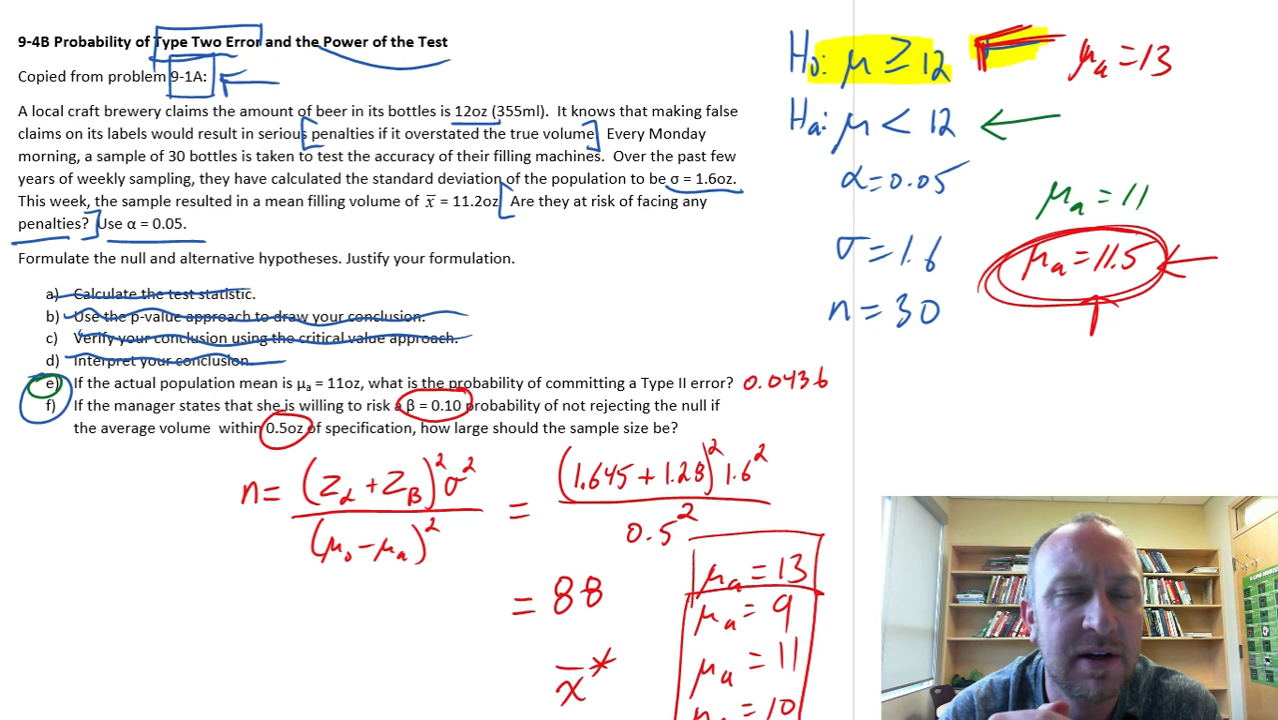 9-4B Probability of Type Two Error and the Power of the Test
Copied from problem 9-1A:
A local craft brewery claims the amount of beer in its bottles is 12oz (355ml). It knows that making false
claims on its labels would result in serious penalties if it overstated the true volume. Every Monday
morning, a sample of 30 bottles is taken to test the accuracy of their filling machines. Over the past few
years of weekly sampling, they have calculated the standard deviation of the population to be σ = 1.6oz.
This week, the sample resulted in a mean filling volume of x̄ = 11.2oz. Are they at risk of facing any
penalties? Use α = 0.05.
Formulate the null and alternative hypotheses. Justify your formulation.
a) Calculate the test statistic.
b) Use the p-value approach to draw your conclusion.
c) Verify your conclusion using the critical value approach.
d) Interpret your conclusion.
e) If the actual population mean is μₐ = 11oz, what is the probability of committing a Type II error? 0.0436
f) If the manager states that she is willing to risk a β = 0.10 probability of not rejecting the null if
the average volume within 0.5oz of specification, how large should the sample size be?
n = (Zα + Zβ)² σ² / (μ₀ - μₐ)² = (1.645 + 1.28)² 1.6² / 0.5²
= 88
x̄*
μₐ = 13
μₐ = 9
μₐ = 11
μₐ = 10
H₀: μ ≥ 12
μₐ = 13
Hₐ: μ < 12
α = 0.05
μₐ = 11
σ = 1.6
μₐ = 11.5
n = 30